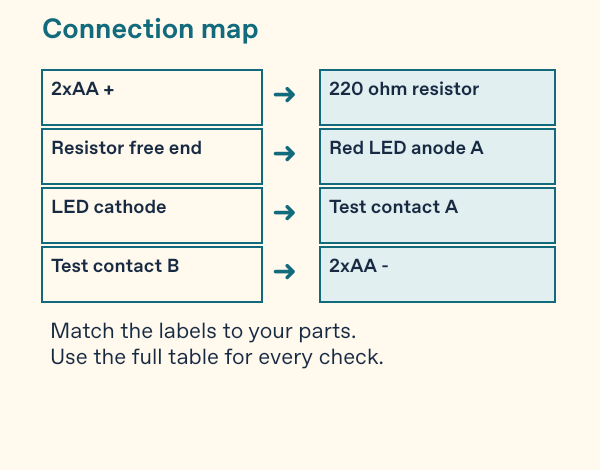 Connection map
2xAA + ➔ 220 ohm resistor
Resistor free end ➔ Red LED anode A
LED cathode ➔ Test contact A
Test contact B ➔ 2xAA -
Match the labels to your parts.
Use the full table for every check.